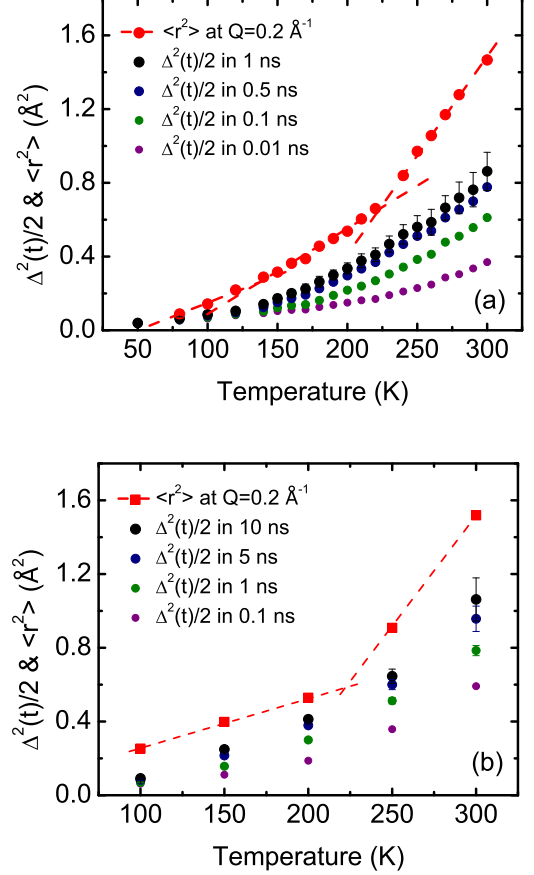 1.6
<r²> at Q=0.2 Å⁻¹
Δ²(t)/2 in 1 ns
1.2
Δ²(t)/2 in 0.5 ns
Δ²(t)/2 in 0.1 ns
Δ²(t)/2 in 0.01 ns
0.8
0.4
0.0
Δ²(t)/2 & <r²> (Å²)
(a)
50 100 150 200 250 300
Temperature (K)
1.6
<r²> at Q=0.2 Å⁻¹
Δ²(t)/2 in 10 ns
1.2
Δ²(t)/2 in 5 ns
Δ²(t)/2 in 1 ns
Δ²(t)/2 in 0.1 ns
0.8
0.4
0.0
Δ²(t)/2 & <r²> (Å²)
(b)
100 150 200 250 300
Temperature (K)